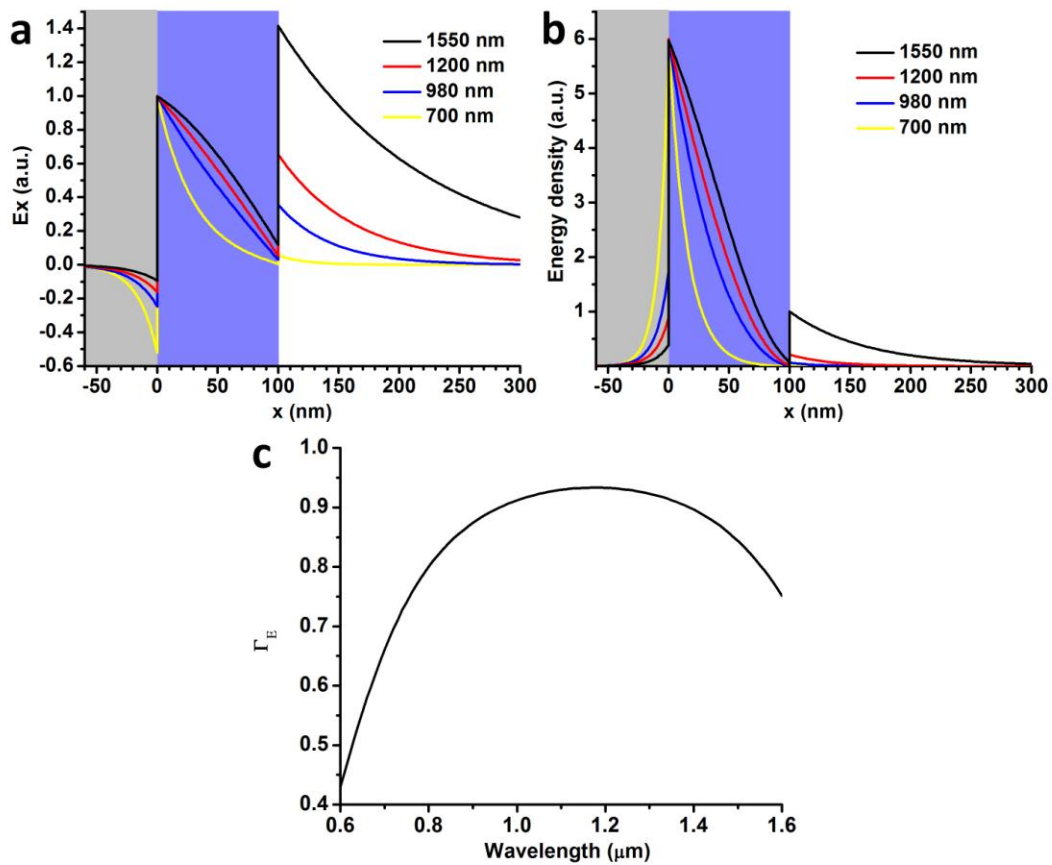 a
1.4
1.2
1.0
0.8
0.6
0.4
0.2
0.0
-0.2
-0.4
-0.6
Ex (a.u.)
1550 nm
1200 nm
980 nm
700 nm
-50 0 50 100 150 200 250 300
x (nm)
b
6
5
4
3
2
1
Energy density (a.u.)
1550 nm
1200 nm
980 nm
700 nm
-50 0 50 100 150 200 250 300
x (nm)
c
1.0
0.9
0.8
0.7
0.6
0.5
0.4
Γ_E
0.6 0.8 1.0 1.2 1.4 1.6
Wavelength (μm)